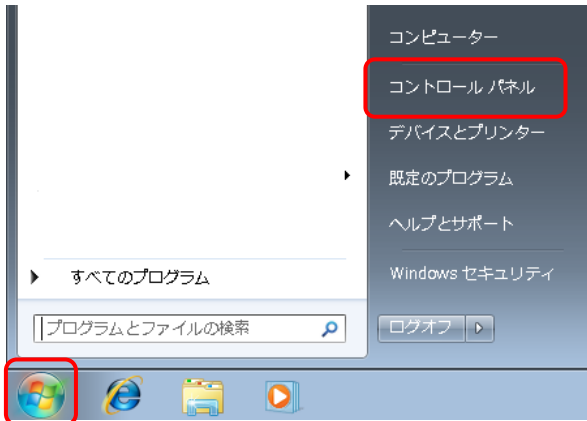 コンピューター
コントロール パネル
デバイスとプリンター
既定のプログラム
ヘルプとサポート
Windows セキュリティ
すべてのプログラム
プログラムとファイルの検索
ログオフ